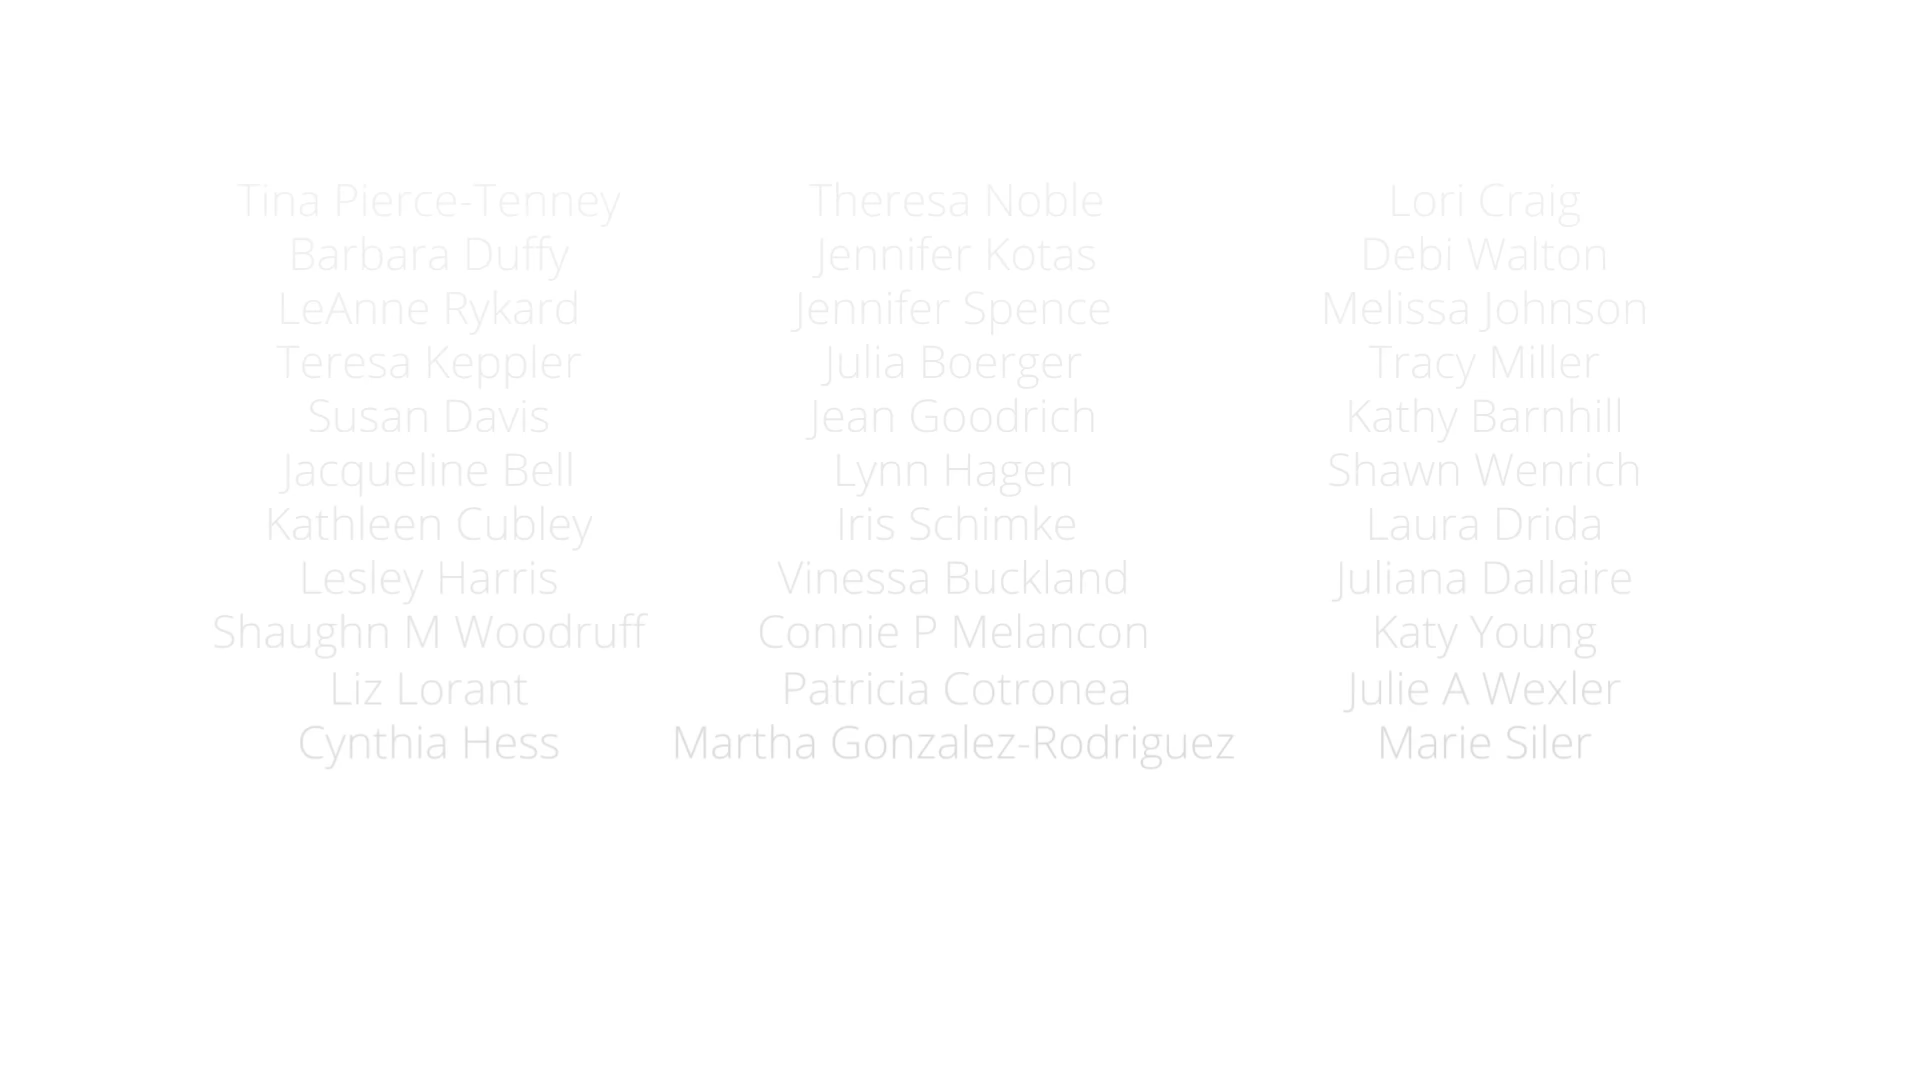 Tina Pierce-Tenney
Barbara Duffy
LeAnne Rykard
Teresa Keppler
Susan Davis
Jacqueline Bell
Kathleen Cubley
Lesley Harris
Shaughn M Woodruff
Liz Lorant
Cynthia Hess
Theresa Noble
Jennifer Kotas
Jennifer Spence
Julia Boerger
Jean Goodrich
Lynn Hagen
Iris Schimke
Vinessa Buckland
Connie P Melancon
Patricia Cotronea
Martha Gonzalez-Rodriguez
Lori Craig
Debi Walton
Melissa Johnson
Tracy Miller
Kathy Barnhill
Shawn Wenrich
Laura Drida
Juliana Dallaire
Katy Young
Julie A Wexler
Marie Siler